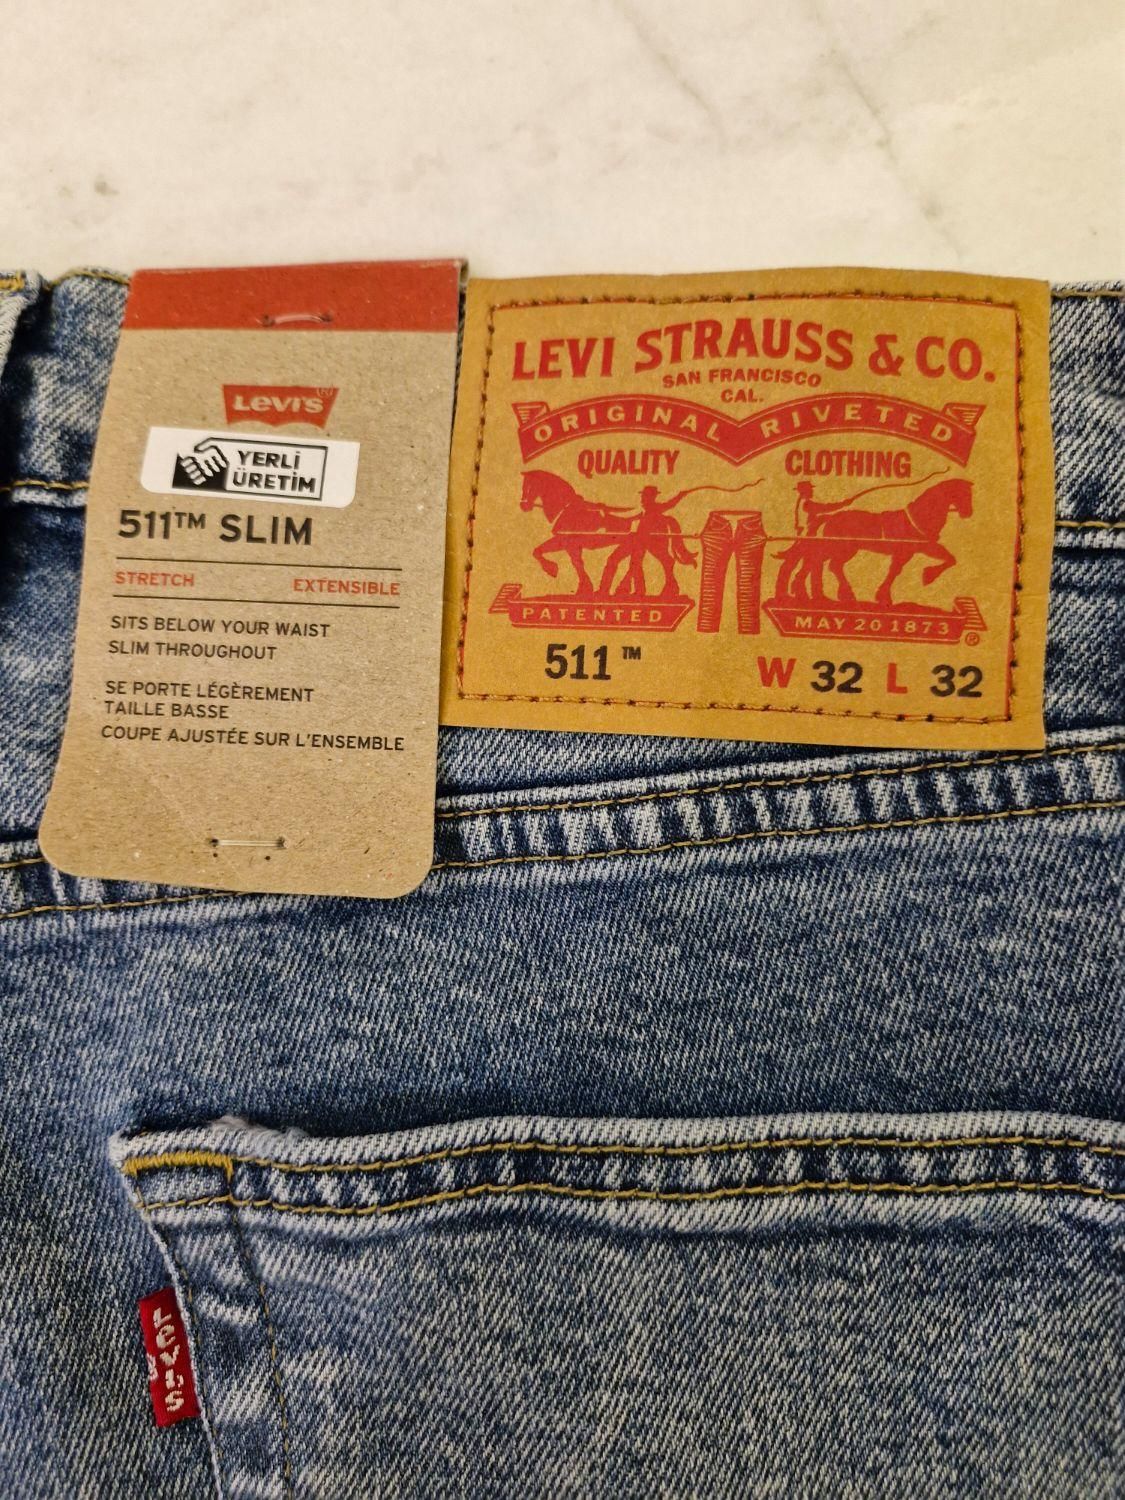 LEVI'S®
YERLİ
ÜRETİM
511™ SLIM
STRETCH EXTENSIBLE
SITS BELOW YOUR WAIST
SLIM THROUGHOUT
SE PORTE LÉGÈREMENT
TAILLE BASSE
COUPE AJUSTÉE SUR L'ENSEMBLE
LEVI STRAUSS & CO.
SAN FRANCISCO
CAL.
ORIGINAL RIVETED
QUALITY CLOTHING
PATENTED MAY 20 1873 ®
511™ W 32 L 32
LEVI'S